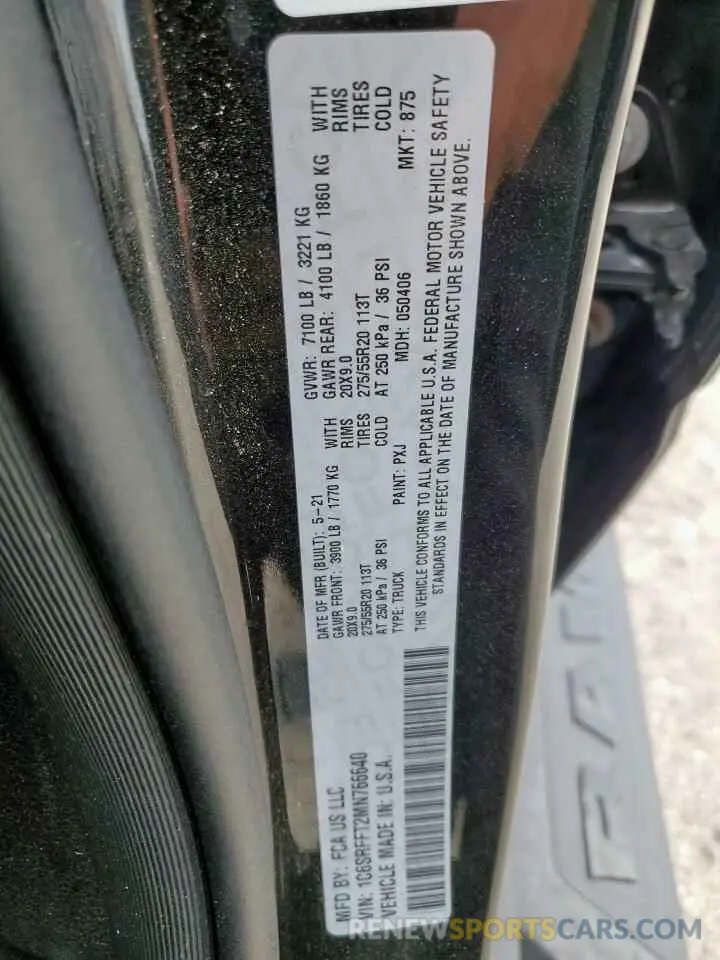 MFD BY: FCA US LLC
DATE OF MFR (BUILT): 5-21
GVWR: 7100 LB / 3221 KG
GAWR FRONT: 3900 LB / 1770 KG WITH
GAWR REAR: 4100 LB / 1860 KG WITH
20X9.0 RIMS
20X9.0 RIMS
275/55R20 113T TIRES
275/55R20 113T TIRES
AT 250 kPa / 36 PSI COLD
AT 250 kPa / 36 PSI COLD
VIN: 1C6SRFFT2MN766640
TYPE: TRUCK
PAINT: PXJ
MDH: 050406
MKT: 875
VEHICLE MADE IN: U.S.A.
THIS VEHICLE CONFORMS TO ALL APPLICABLE U.S.A. FEDERAL MOTOR VEHICLE SAFETY
STANDARDS IN EFFECT ON THE DATE OF MANUFACTURE SHOWN ABOVE.
RAM
RENEWSPORTSCARS.COM